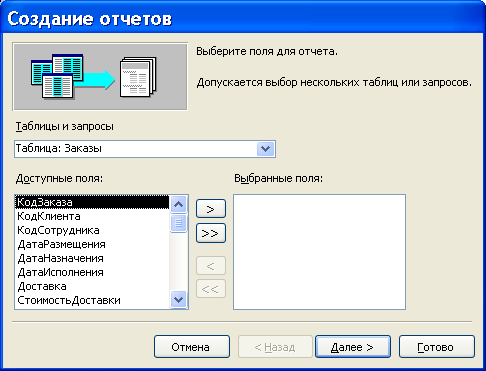 Создание отчетов
Выберите поля для отчета.
Допускается выбор нескольких таблиц или запросов.
Таблицы и запросы
Таблица: Заказы
Доступные поля:
Выбранные поля:
КодЗаказа
КодКлиента
КодСотрудника
ДатаРазмещения
ДатаНазначения
ДатаИсполнения
Доставка
СтоимостьДоставки
>
>>
<
<<
Отмена
< Назад
Далее >
Готово